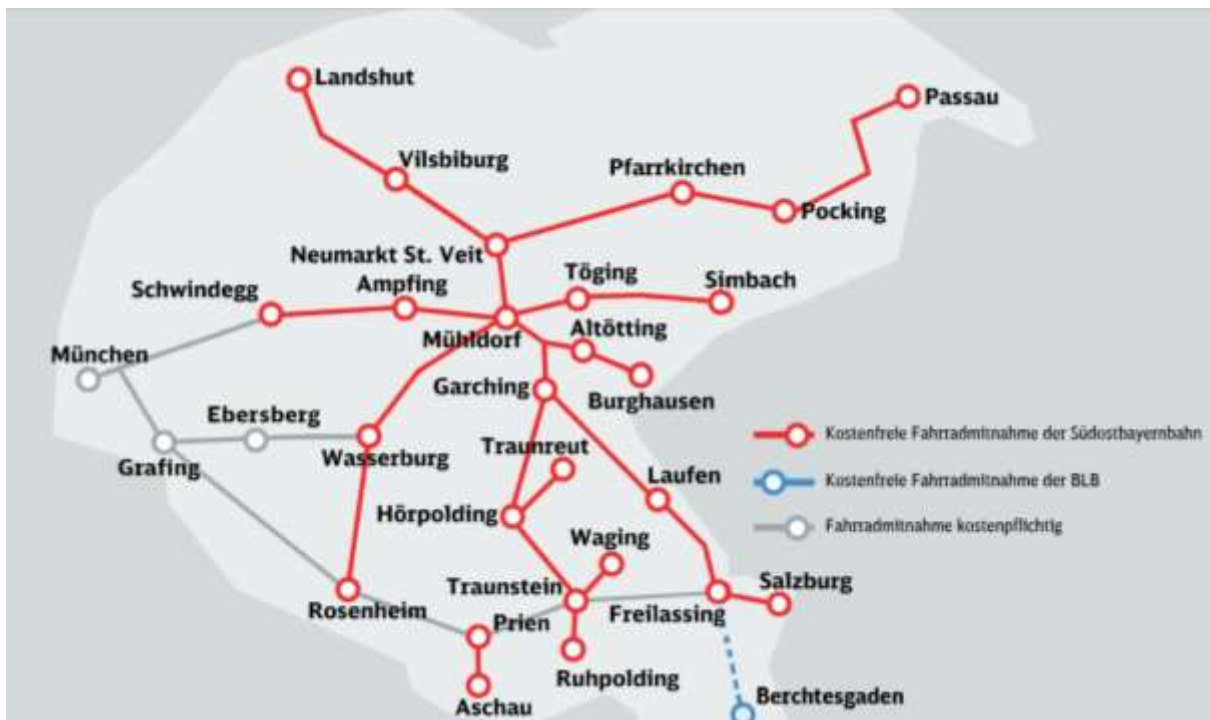 Landshut
Passau
Vilsbiburg
Pfarrkirchen
Pocking
Neumarkt St. Veit
Töging
Simbach
Schwindegg
Ampfing
Mühldorf
Altötting
München
Garching
Burghausen
Ebersberg
Grafing
Wasserburg
Traunreut
Laufen
Hörpolding
Waging
Traunstein
Salzburg
Rosenheim
Prien
Freilassing
Ruhpolding
Aschau
Berchtesgaden
Kostenfreie Fahrradmitnahme der Südostbayernbahn
Kostenfreie Fahrradmitnahme der BLB
Fahrradmitnahme kostenpflichtig